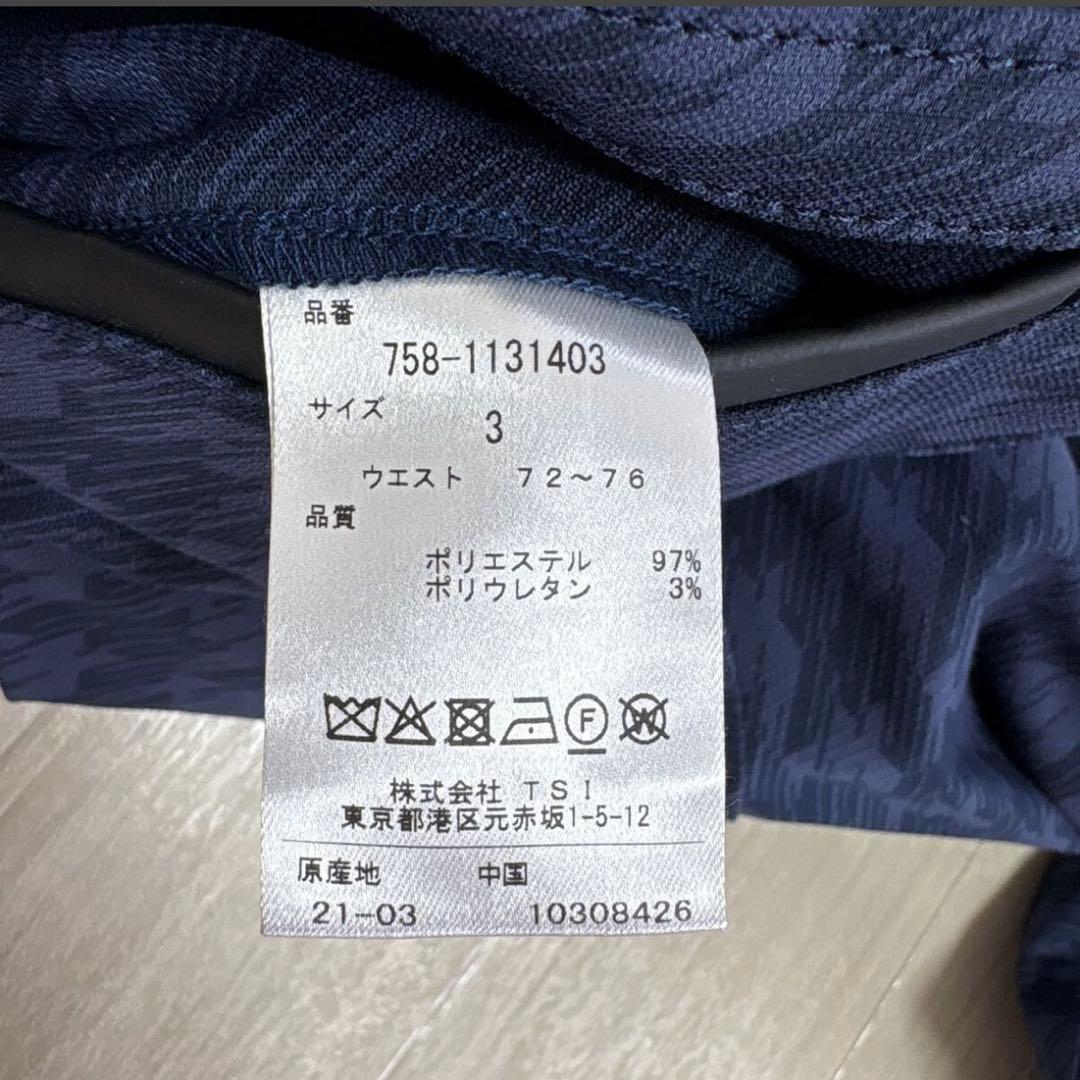 品番
758-1131403
サイズ
3
ウエスト 72～76
品質
ポリエステル 97%
ポリウレタン 3%
F W
株式会社 TSI
東京都港区元赤坂1-5-12
原産地 中国
21-03 10308426